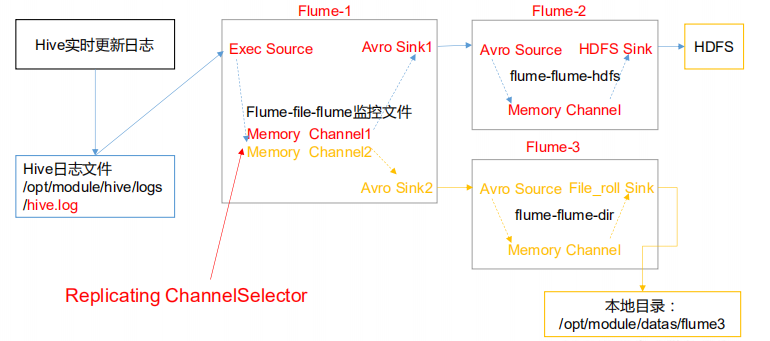 Hive实时更新日志
Hive日志文件
/opt/module/hive/logs
/hive.log
Flume-1
Exec Source
Avro Sink1
Flume-file-flume监控文件
Memory Channel1
Memory Channel2
Avro Sink2
Replicating ChannelSelector
Flume-2
Avro Source
HDFS Sink
flume-flume-hdfs
Memory Channel
HDFS
Flume-3
Avro Source
File_roll Sink
flume-flume-dir
Memory Channel
本地目录：
/opt/module/datas/flume3